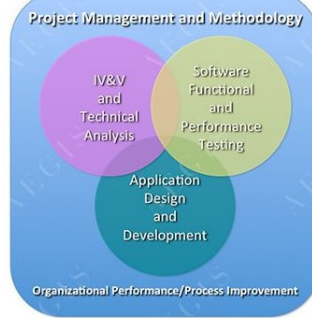 Project Management and Methodology
IV&V
and
Technical
Analysis
Software
Functional
and
Performance
Testing
Application
Design
and
Development
Organizational Performance/Process Improvement
AEGIS